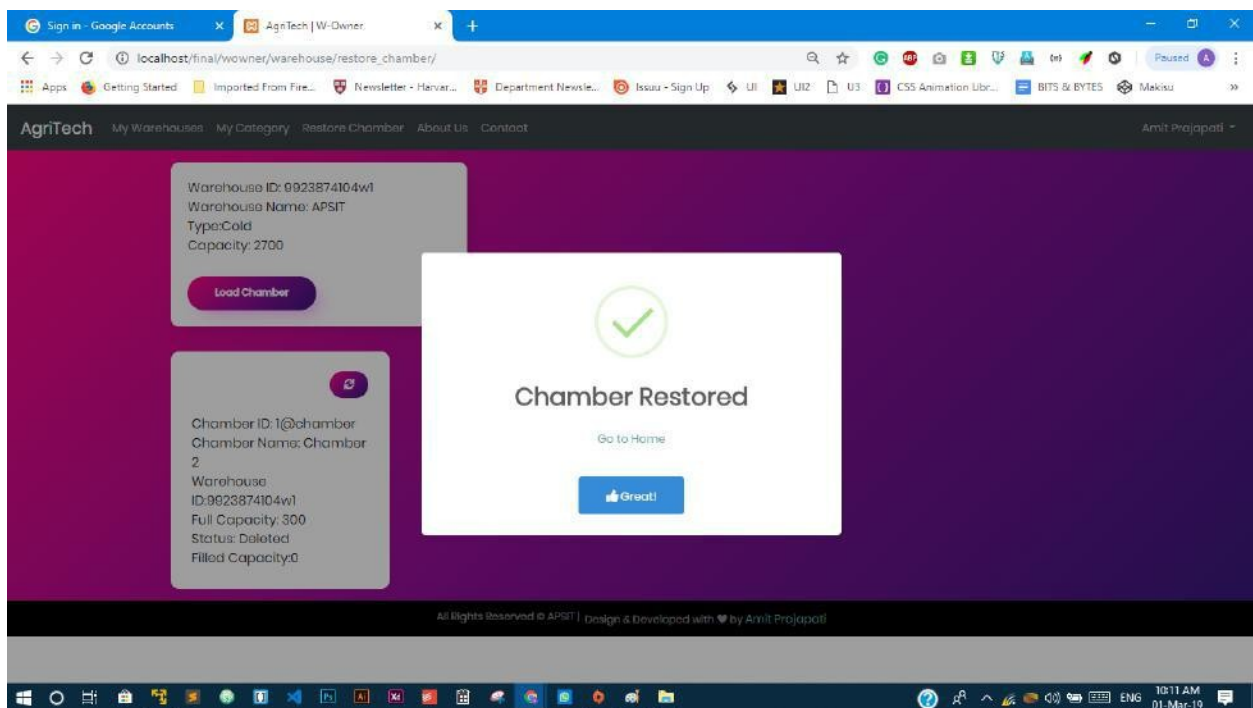 Sign in - Google Accounts
AgriTech | W-Owner
localhost/final/wowner/warehouse/restore_chamber/
Paused
A
Apps
Getting Started
Imported From Fire...
Newsletter - Harvar...
Department Newsle...
Issuu - Sign Up
UI
UI2
U3
CSS Animation Libr...
BITS & BYTES
Makisu
»
AgriTech
My Warehouses
My Category
Restore Chamber
About Us
Contact
Amit Prajapati
Warehouse ID: 9923874104w1
Warehouse Name: APSIT
Type:Cold
Capacity: 2700
Load Chamber
Chamber ID: 1@chamber
Chamber Name: Chamber
2
Warehouse
ID:9923874104w1
Full Capacity: 300
Status: Deleted
Filled Capacity:0
Chamber Restored
Go to Home
Great!
All Rights Reserved © APSIT | Design & Developed with ♥ by Amit Prajapati
ENG
10:11 AM
01-Mar-19